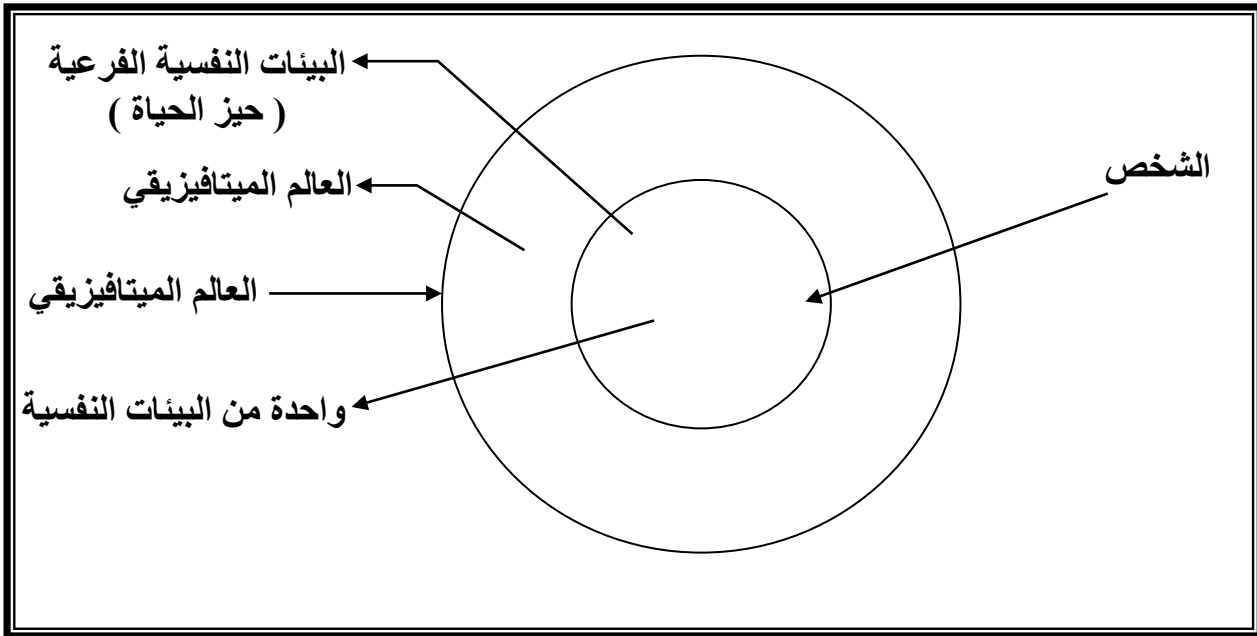 البيئات النفسية الفرعية
( حيز الحياة )
الشخص
العالم الميتافيزيقي
العالم الميتافيزيقي
واحدة من البيئات النفسية